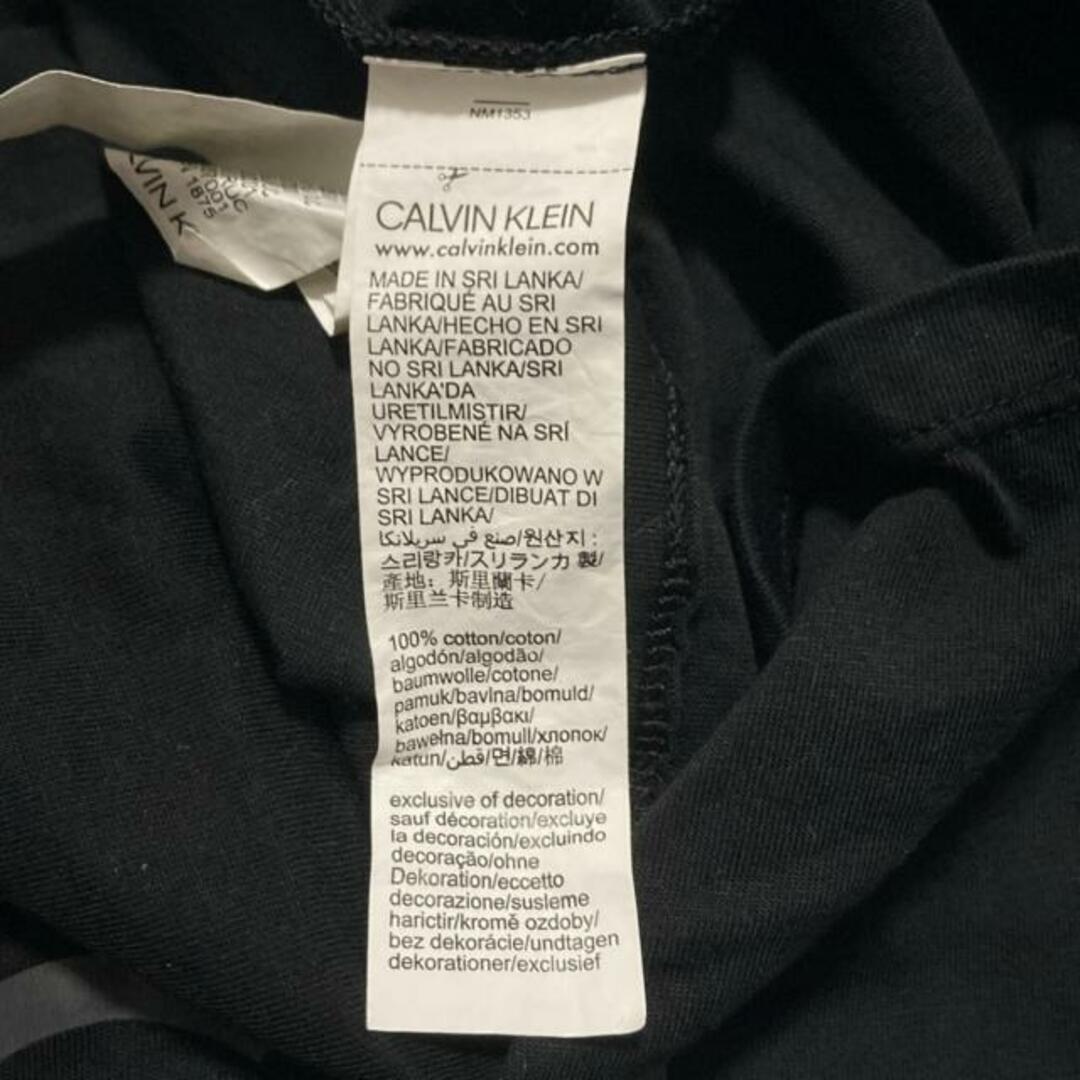 NM1353
CALVIN KLEIN
www.calvinklein.com
MADE IN SRI LANKA/
FABRIQUÉ AU SRI
LANKA/HECHO EN SRI
LANKA/FABRICADO
NO SRI LANKA/SRI
LANKA'DA
URETILMISTIR/
VYROBENÉ NA SRÍ
LANCE/
WYPRODUKOWANO W
SRI LANCE/DIBUAT DI
SRI LANKA/
صنع في سريلانكا/원산지 :
스리랑카/スリランカ 製/
產地：斯里蘭卡/
斯里兰卡制造
100% cotton/coton/
algodón/algodão/
baumwolle/cotone/
pamuk/bavlna/bomuld/
katoen/βαμβακι/
bawełna/bomull/хлопок/
katun/قطن/면/綿/棉
exclusive of decoration/
sauf décoration/excluye
la decoración/excluindo
decoração/ohne
Dekoration/eccetto
decorazione/susleme
harictir/kromě ozdoby/
bez dekorácie/undtagen
dekorationer/exclusief
1875